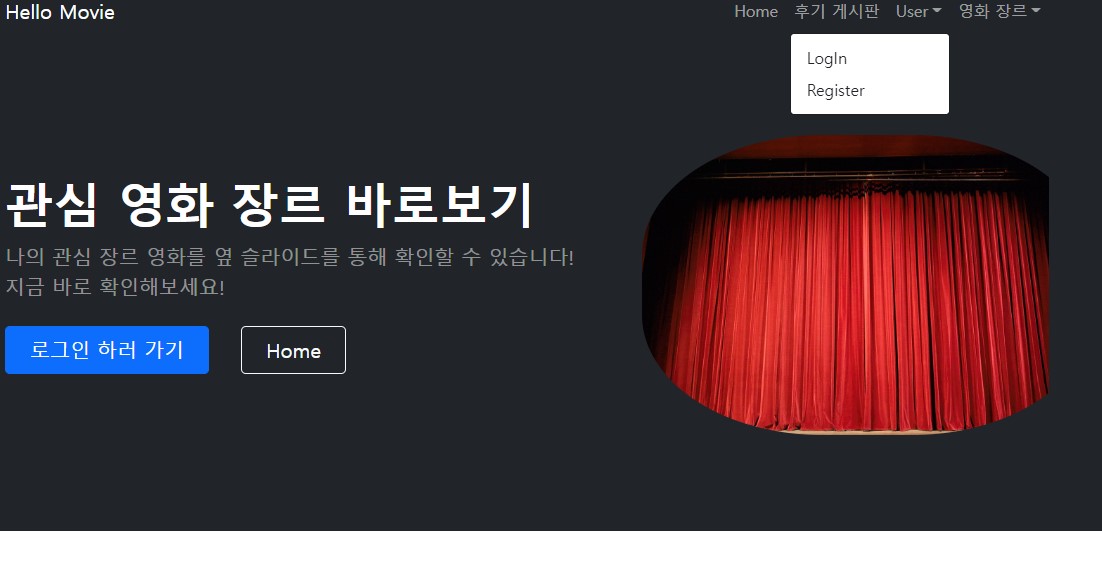 Hello Movie
Home 후기 게시판 User 영화 장르
LogIn
Register
관심 영화 장르 바로보기
나의 관심 장르 영화를 옆 슬라이드를 통해 확인할 수 있습니다!
지금 바로 확인해보세요!
로그인 하러 가기 Home